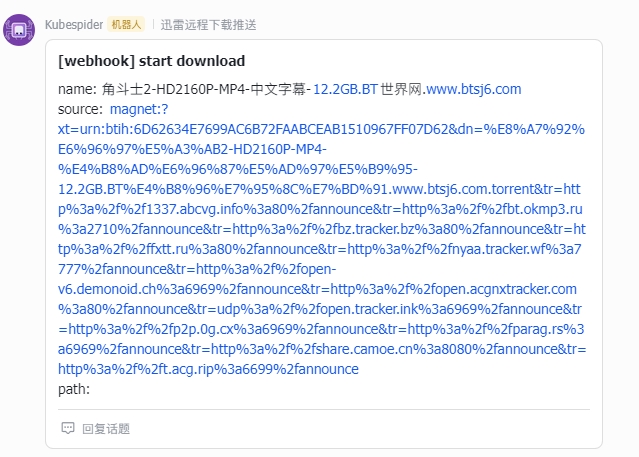 Kubespider 机器人 | 迅雷远程下载推送
[webhook] start download
name: 角斗士2-HD2160P-MP4-中文字幕-12.2GB.BT世界网.www.btsj6.com
source: magnet:?
xt=urn:btih:6D62634E7699AC6B72FAABCEAB1510967FF07D62&dn=%E8%A7%92%
E6%96%97%E5%A3%AB2-HD2160P-MP4-
%E4%B8%AD%E6%96%87%E5%AD%97%E5%B9%95-
12.2GB.BT%E4%B8%96%E7%95%8C%E7%BD%91.www.btsj6.com.torrent&tr=htt
p%3a%2f%2f1337.abcvg.info%3a80%2fannounce&tr=http%3a%2f%2fbt.okmp3.ru
%3a2710%2fannounce&tr=http%3a%2f%2fbz.tracker.bz%3a80%2fannounce&tr=ht
tp%3a%2f%2ffxtt.ru%3a80%2fannounce&tr=http%3a%2f%2fnyaa.tracker.wf%3a7
777%2fannounce&tr=http%3a%2f%2fopen-
v6.demonoid.ch%3a6969%2fannounce&tr=http%3a%2f%2fopen.acgnxtracker.com
%3a80%2fannounce&tr=udp%3a%2f%2fopen.tracker.ink%3a6969%2fannounce&tr
=http%3a%2f%2fp2p.0g.cx%3a6969%2fannounce&tr=http%3a%2f%2fparag.rs%3
a6969%2fannounce&tr=http%3a%2f%2fshare.camoe.cn%3a8080%2fannounce&tr=
http%3a%2f%2ft.acg.rip%3a6699%2fannounce
path:
回复话题